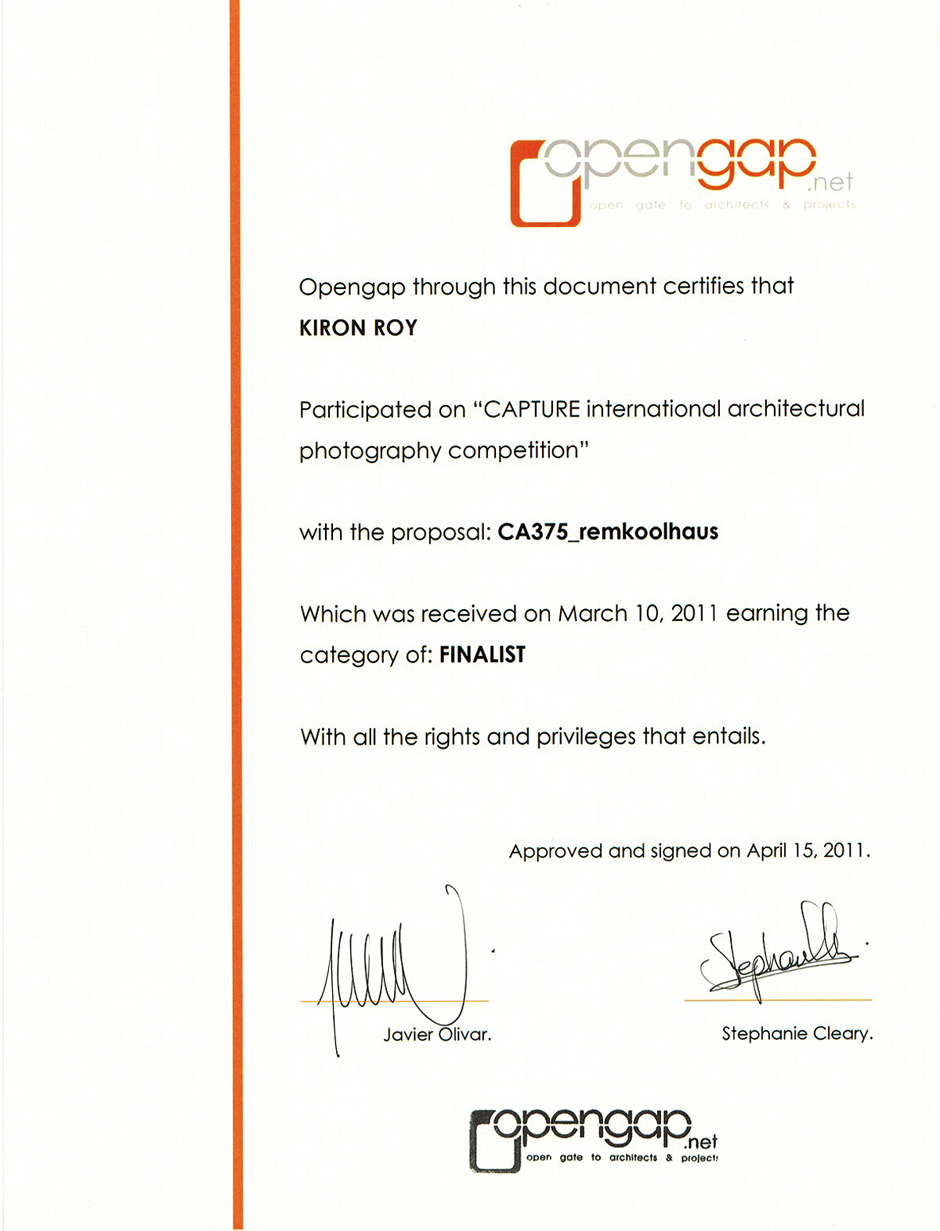 opengap
.net
open gate to architects & projects
Opengap through this document certifies that
KIRON ROY
Participated on “CAPTURE international architectural
photography competition”
with the proposal: CA375_remkoolhaus
Which was received on March 10, 2011 earning the
category of: FINALIST
With all the rights and privileges that entails.
Approved and signed on April 15, 2011.
Javier Olivar.
Stephanie Cleary.
opengap
.net
open gate to architects & projects